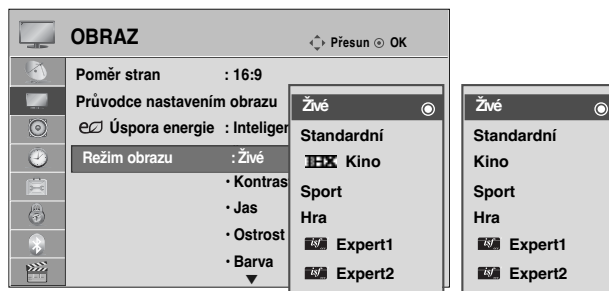 OBRAZ
Přesun ⊙ OK
Poměr stran : 16:9
Průvodce nastavením obrazu
Úspora energie : Inteliger
Režim obrazu : Živé
• Kontras
• Jas
• Ostrost
• Barva
Živé
Standardní
THX Kino
Sport
Hra
isf Expert1
isf Expert2
Živé
Standardní
Kino
Sport
Hra
isf Expert1
isf Expert2